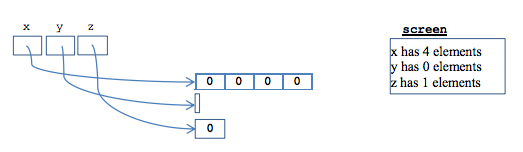 x y z
screen
x has 4 elements
y has 0 elements
z has 1 elements
0 0 0 0
0